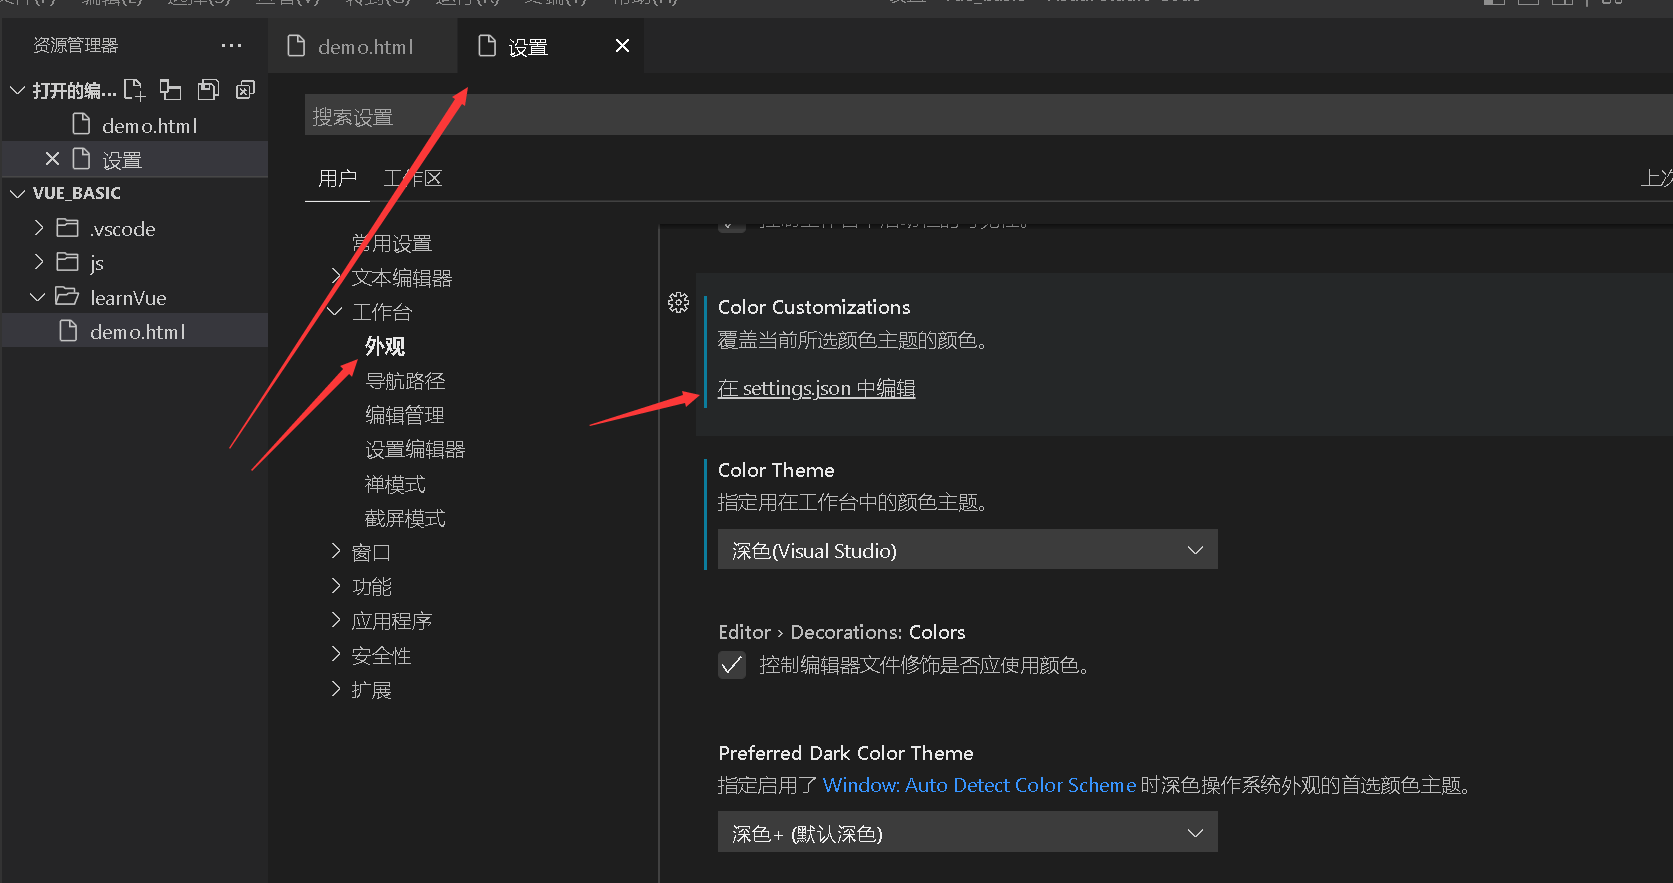 资源管理器
打开的编...
demo.html
设置
VUE_BASIC
.vscode
js
learnVue
demo.html
demo.html
设置
搜索设置
用户
工作区
上次
常用设置
文本编辑器
工作台
外观
导航路径
编辑管理
设置编辑器
禅模式
截屏模式
窗口
功能
应用程序
安全性
扩展
Color Customizations
覆盖当前所选颜色主题的颜色。
在 settings.json 中编辑
Color Theme
指定用在工作台中的颜色主题。
深色(Visual Studio)
Editor › Decorations: Colors
控制编辑器文件修饰是否应使用颜色。
Preferred Dark Color Theme
指定启用了 Window: Auto Detect Color Scheme 时深色操作系统外观的首选颜色主题。
深色+ (默认深色)